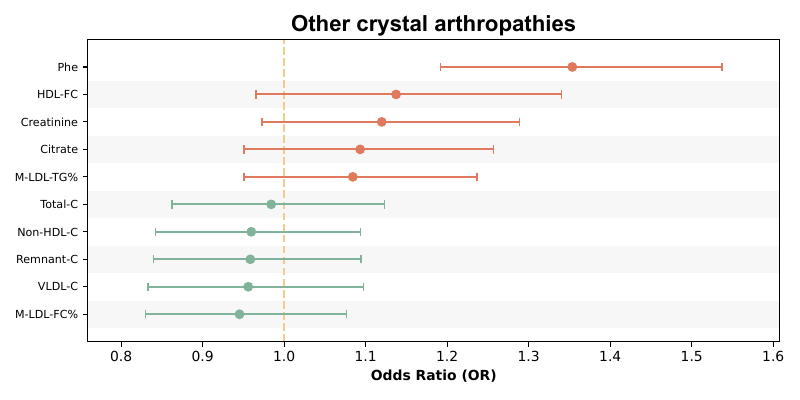 Other crystal arthropathies
Phe
HDL-FC
Creatinine
Citrate
M-LDL-TG%
Total-C
Non-HDL-C
Remnant-C
VLDL-C
M-LDL-FC%
0.8 0.9 1.0 1.1 1.2 1.3 1.4 1.5 1.6
Odds Ratio (OR)